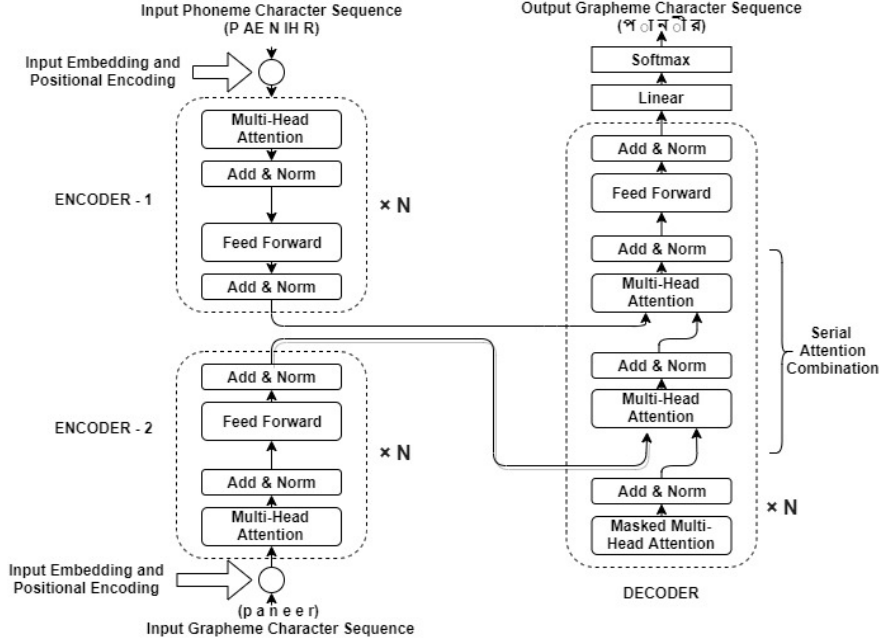 Input Phoneme Character Sequence
(P AE N IH R)
Input Embedding and
Positional Encoding
Multi-Head
Attention
Add & Norm
ENCODER - 1
× N
Feed Forward
Add & Norm
Add & Norm
Feed Forward
ENCODER - 2
× N
Add & Norm
Multi-Head
Attention
Input Embedding and
Positional Encoding
(p a n e e r)
Input Grapheme Character Sequence
Output Grapheme Character Sequence
(প া ন ী র)
Softmax
Linear
Add & Norm
Feed Forward
Add & Norm
Multi-Head
Attention
Serial
Attention
Combination
Add & Norm
Multi-Head
Attention
Add & Norm
× N
Masked Multi-
Head Attention
DECODER